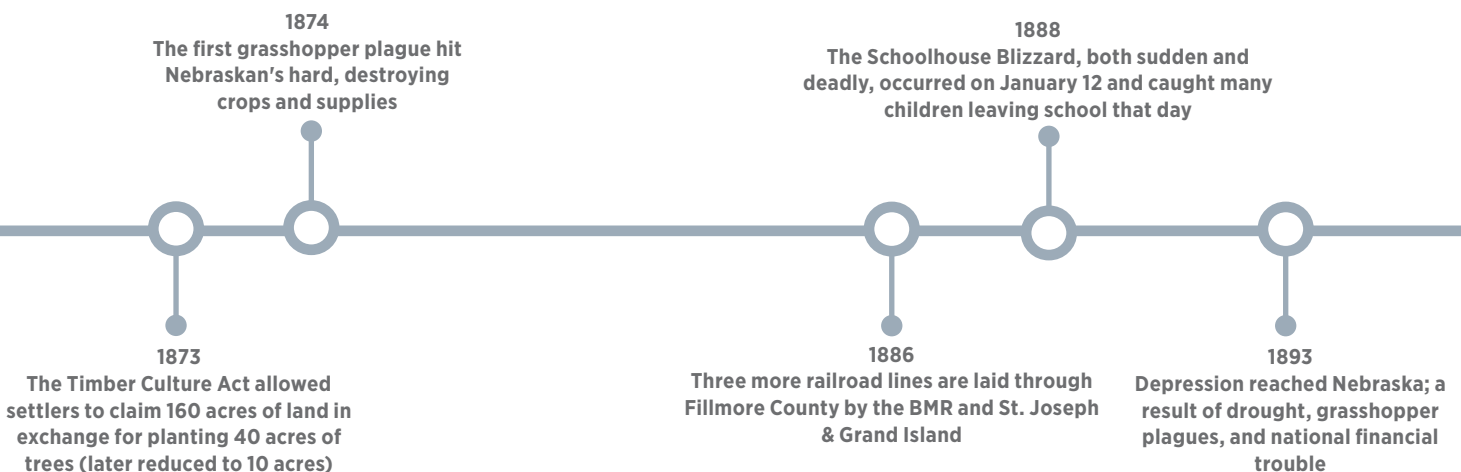 1874
The first grasshopper plague hit
Nebraskan's hard, destroying
crops and supplies
1888
The Schoolhouse Blizzard, both sudden and
deadly, occurred on January 12 and caught many
children leaving school that day
1873
The Timber Culture Act allowed
settlers to claim 160 acres of land in
exchange for planting 40 acres of
trees (later reduced to 10 acres)
1886
Three more railroad lines are laid through
Fillmore County by the BMR and St. Joseph
& Grand Island
1893
Depression reached Nebraska; a
result of drought, grasshopper
plagues, and national financial
trouble